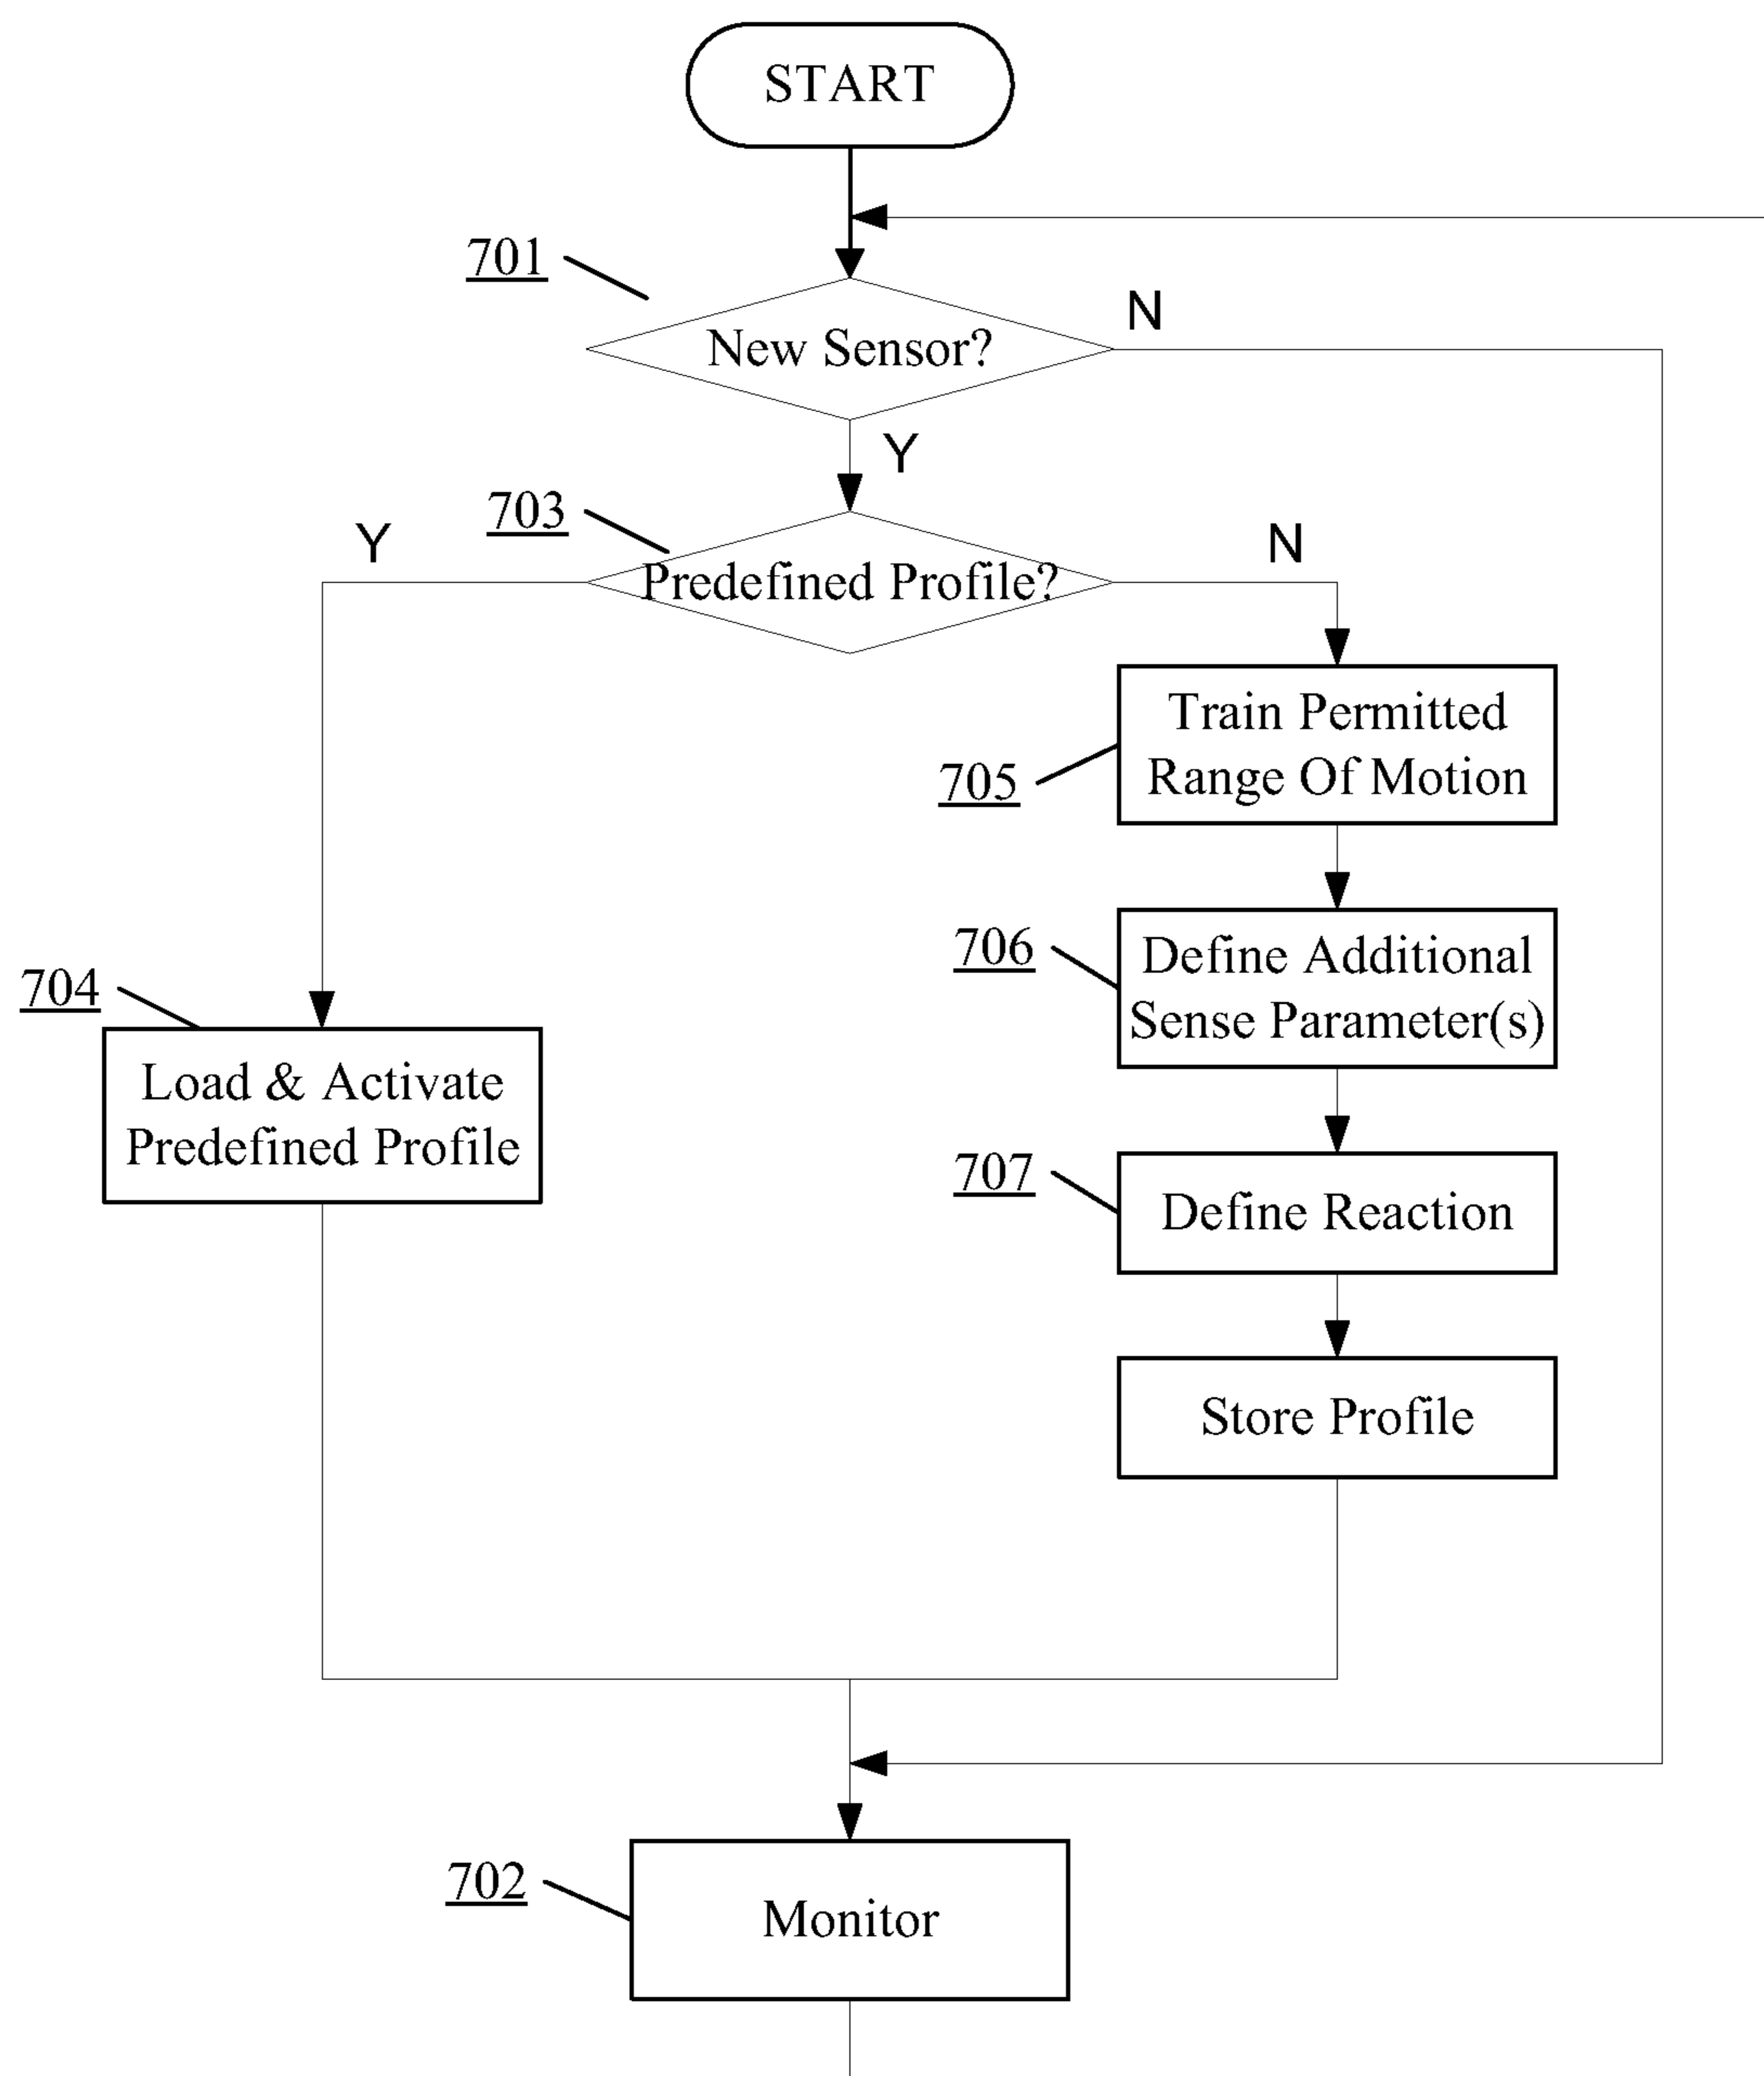 START
701
N
New Sensor?
Y
703
Y
N
Predefined Profile?
Train Permitted
Range Of Motion
705
706
Define Additional
Sense Parameter(s)
704
Load & Activate
Predefined Profile
707
Define Reaction
Store Profile
702
Monitor